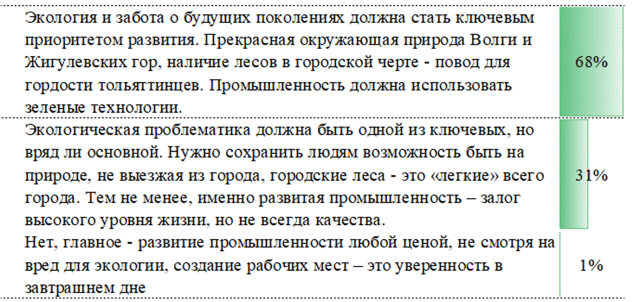 Экология и забота о будущих поколениях должна стать ключевым
приоритетом развития. Прекрасная окружающая природа Волги и
Жигулевских гор, наличие лесов в городской черте - повод для
гордости тольяттинцев. Промышленность должна использовать
зеленые технологии.
68%
Экологическая проблематика должна быть одной из ключевых, но
вряд ли основной. Нужно сохранить людям возможность быть на
природе, не выезжая из города, городские леса - это «легкие» всего
города. Тем не менее, именно развитая промышленность – залог
высокого уровня жизни, но не всегда качества.
31%
Нет, главное - развитие промышленности любой ценой, не смотря на
вред для экологии, создание рабочих мест – это уверенность в
завтрашнем дне
1%